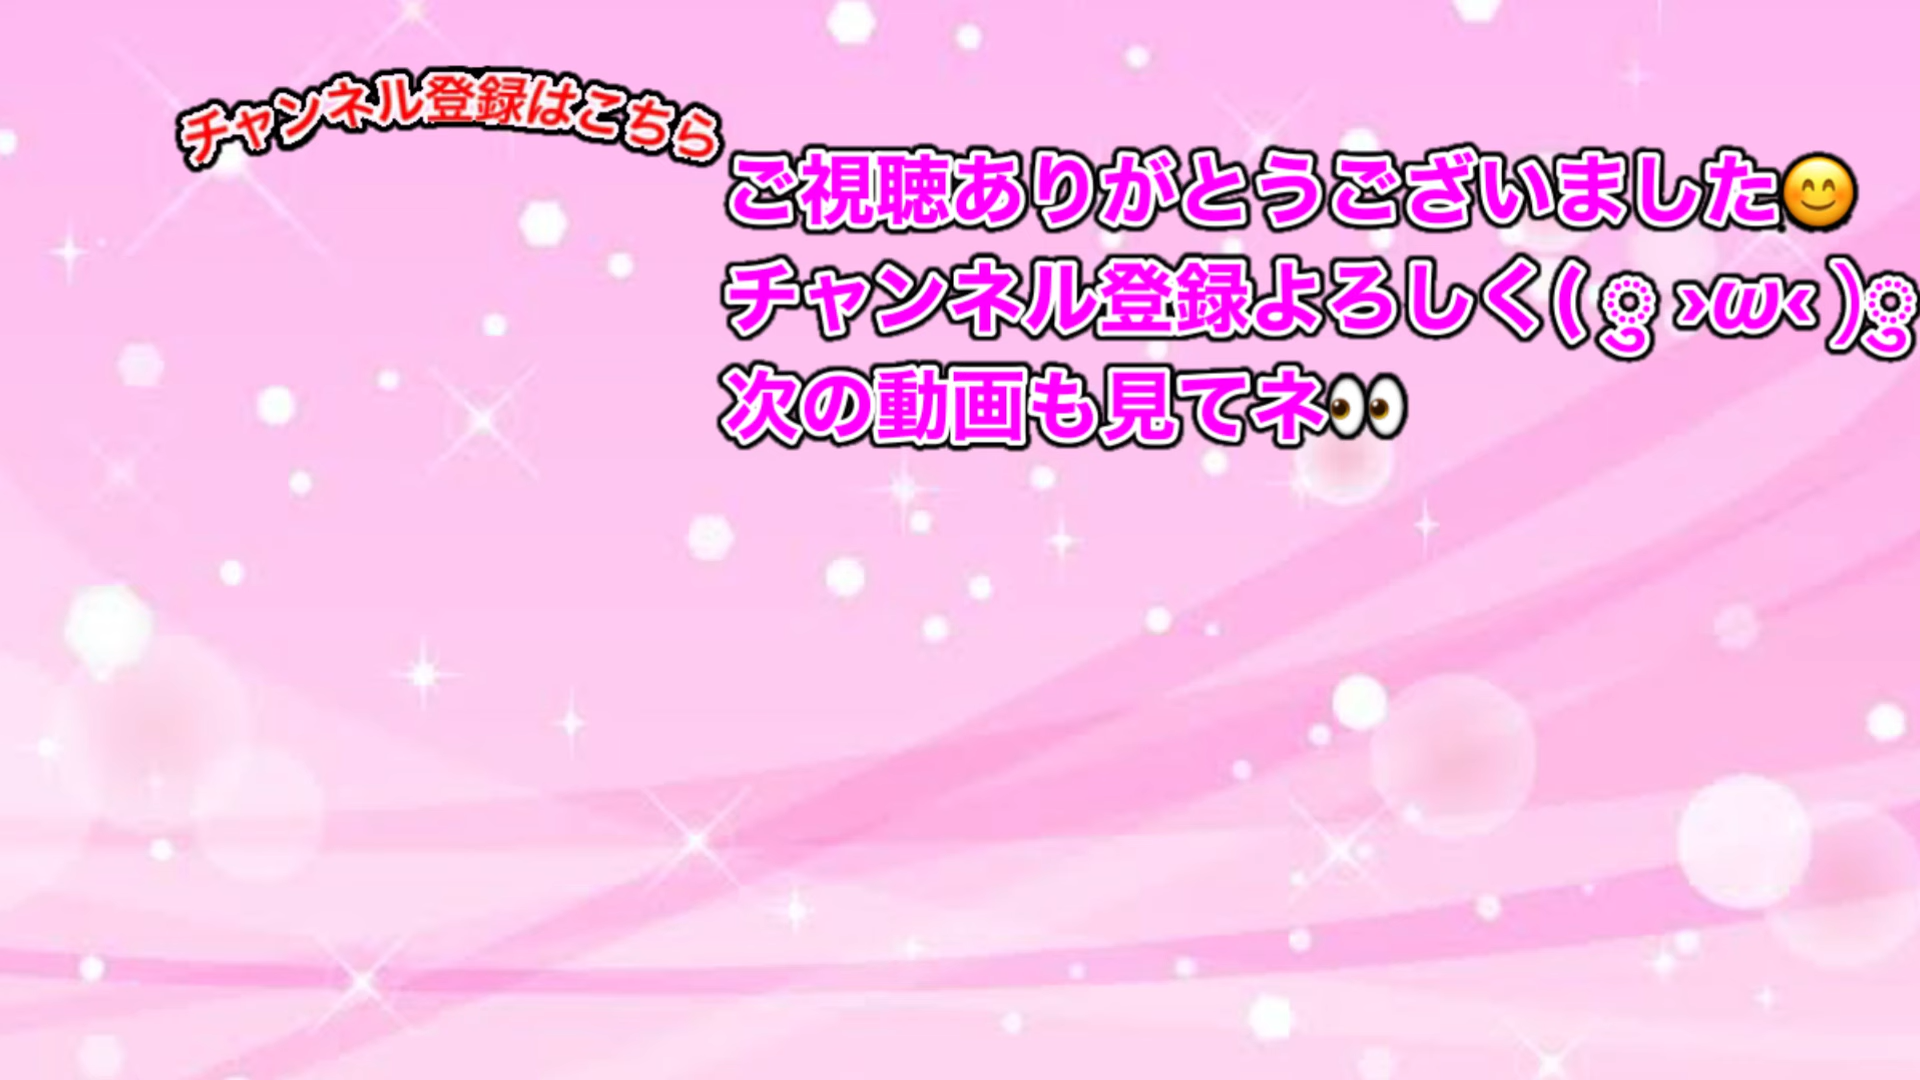 チャンネル登録はこちら
ご視聴ありがとうございました😊
チャンネル登録よろしく( ွ ›ω‹ )ွ
次の動画も見てネ👀